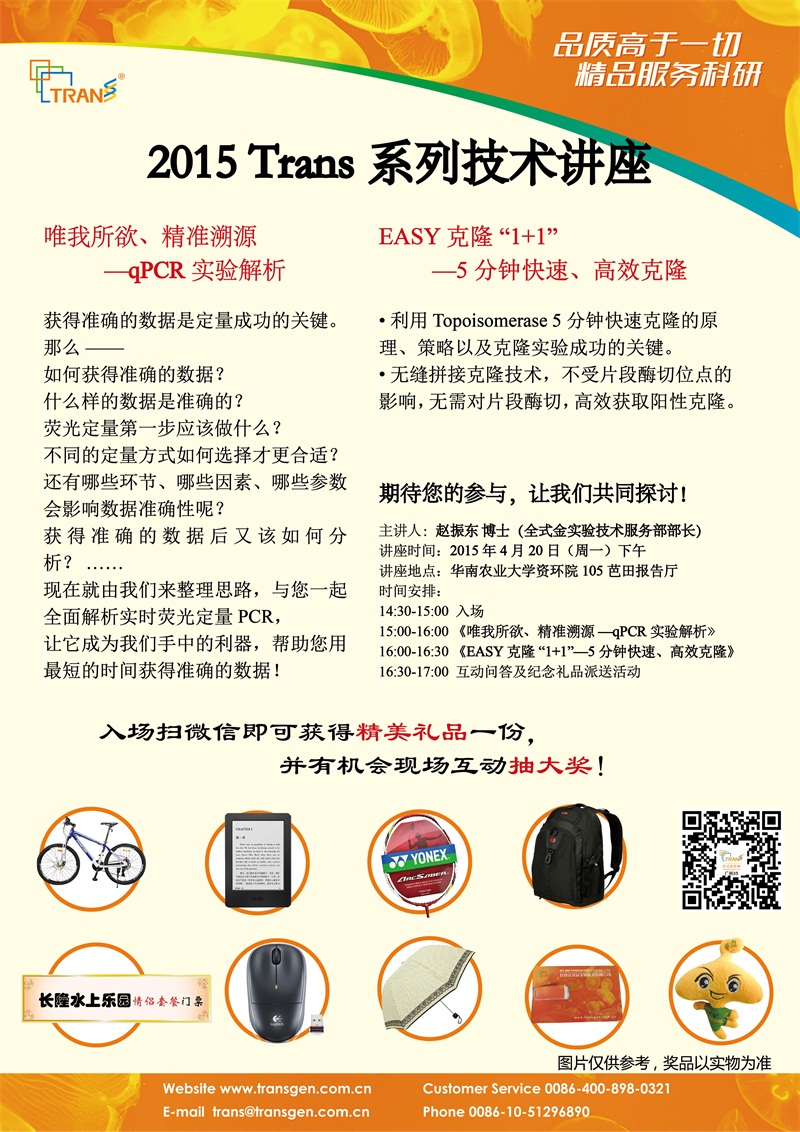 品质高于一切
精品服务科研
TRANS®
2015 Trans 系列技术讲座
唯我所欲、精准溯源
—qPCR 实验解析
获得准确的数据是定量成功的关键。
那么 ——
如何获得准确的数据？
什么样的数据是准确的？
荧光定量第一步应该做什么？
不同的定量方式如何选择才更合适？
还有哪些环节、哪些因素、哪些参数
会影响数据准确性呢？
获得准确的数据后又该如何分
析？ ……
现在就由我们来整理思路，与您一起
全面解析实时荧光定量 PCR，
让它成为我们手中的利器，帮助您用
最短的时间获得准确的数据！
EASY 克隆 “1+1”
—5 分钟快速、高效克隆
• 利用 Topoisomerase 5 分钟快速克隆的原
理、策略以及克隆实验成功的关键。
• 无缝拼接克隆技术，不受片段酶切位点的
影响，无需对片段酶切，高效获取阳性克隆。
期待您的参与，让我们共同探讨！
主讲人：赵振东 博士（全式金实验技术服务部部长）
讲座时间：2015 年 4 月 20 日（周一）下午
讲座地点：华南农业大学资环院 105 芭田报告厅
时间安排：
14:30-15:00 入场
15:00-16:00 《唯我所欲、精准溯源 —qPCR 实验解析》
16:00-16:30 《EASY 克隆 “1+1”—5 分钟快速、高效克隆》
16:30-17:00 互动问答及纪念礼品派送活动
入场扫微信即可获得精美礼品一份，
并有机会现场互动抽大奖！
CHAPTER I
YONEX
ARCSABER
TRANS
长隆水上乐园情侣套餐门票
Logitech
图片仅供参考，奖品以实物为准
Website www.transgen.com.cn
Customer Service 0086-400-898-0321
E-mail trans@transgen.com.cn
Phone 0086-10-51296890